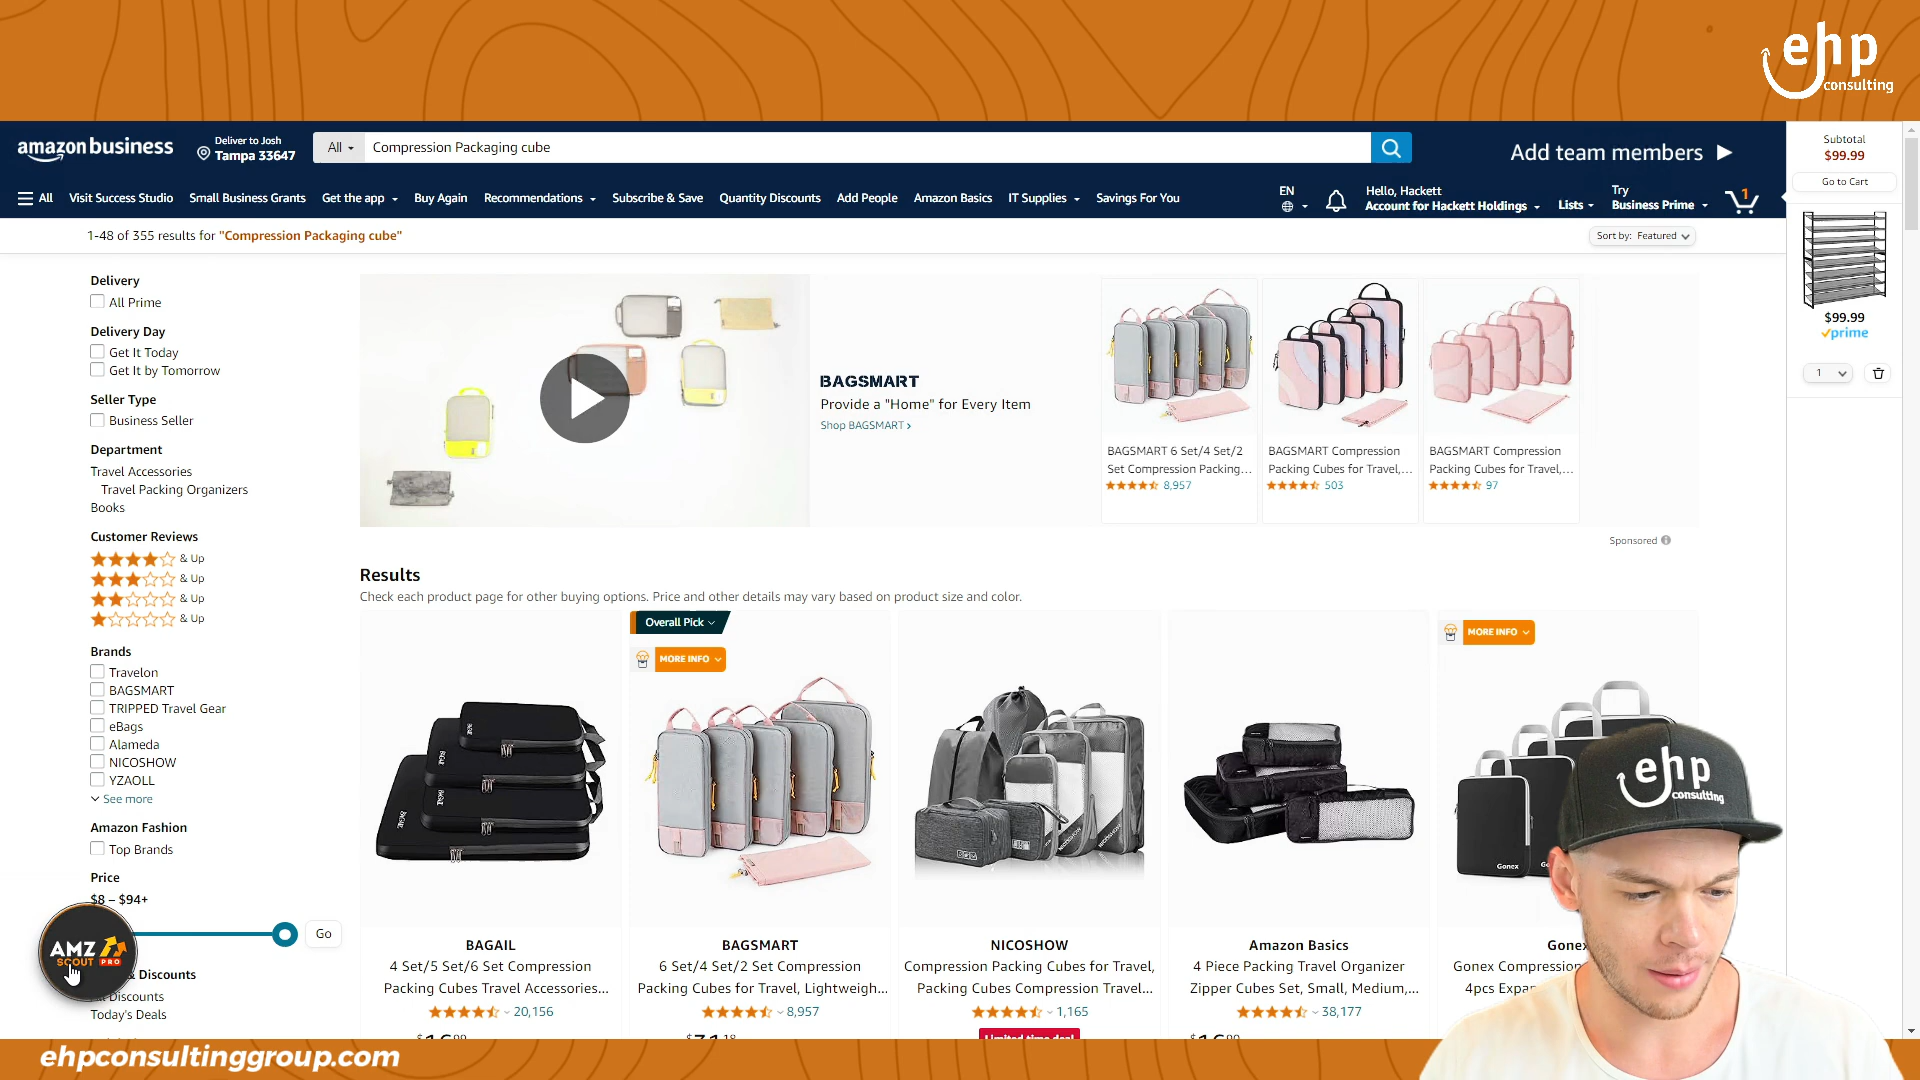 ehp
consulting
amazon business
Deliver to Josh
Tampa 33647
All
Compression Packaging cube
Add team members
Subtotal
$99.99
Go to Cart
All
Visit Success Studio
Small Business Grants
Get the app
Buy Again
Recommendations
Subscribe & Save
Quantity Discounts
Add People
Amazon Basics
IT Supplies
Savings For You
EN
Hello, Hackett
Account for Hackett Holdings
Lists
Try
Business Prime
1
1-48 of 355 results for "Compression Packaging cube"
Sort by: Featured
$99.99
prime
1
Delivery
All Prime
Delivery Day
Get It Today
Get It by Tomorrow
Seller Type
Business Seller
Department
Travel Accessories
Travel Packing Organizers
Books
Customer Reviews
& Up
& Up
& Up
& Up
Brands
Travelon
BAGSMART
TRIPPED Travel Gear
eBags
Alameda
NICOSHOW
YZAOLL
See more
Amazon Fashion
Top Brands
Price
$8 – $94+
Go
AMZ
SCOUT PRO
& Discounts
Discounts
Today's Deals
BAGSMART
Provide a "Home" for Every Item
Shop BAGSMART ›
BAGSMART 6 Set/4 Set/2
Set Compression Packing...
8,957
BAGSMART Compression
Packing Cubes for Travel,...
503
BAGSMART Compression
Packing Cubes for Travel,...
97
Sponsored
Results
Check each product page for other buying options. Price and other details may vary based on product size and color.
Overall Pick
MORE INFO
MORE INFO
BAGAIL
4 Set/5 Set/6 Set Compression
Packing Cubes Travel Accessories...
20,156
BAGSMART
6 Set/4 Set/2 Set Compression
Packing Cubes for Travel, Lightweigh...
8,957
NICOSHOW
Compression Packing Cubes for Travel,
Packing Cubes Compression Travel...
1,165
Limited time deal
Amazon Basics
4 Piece Packing Travel Organizer
Zipper Cubes Set, Small, Medium,...
38,177
Gonex
Gonex
Gonex Compression
4pcs Expan
ehp
consulting
ehpconsultinggroup.com